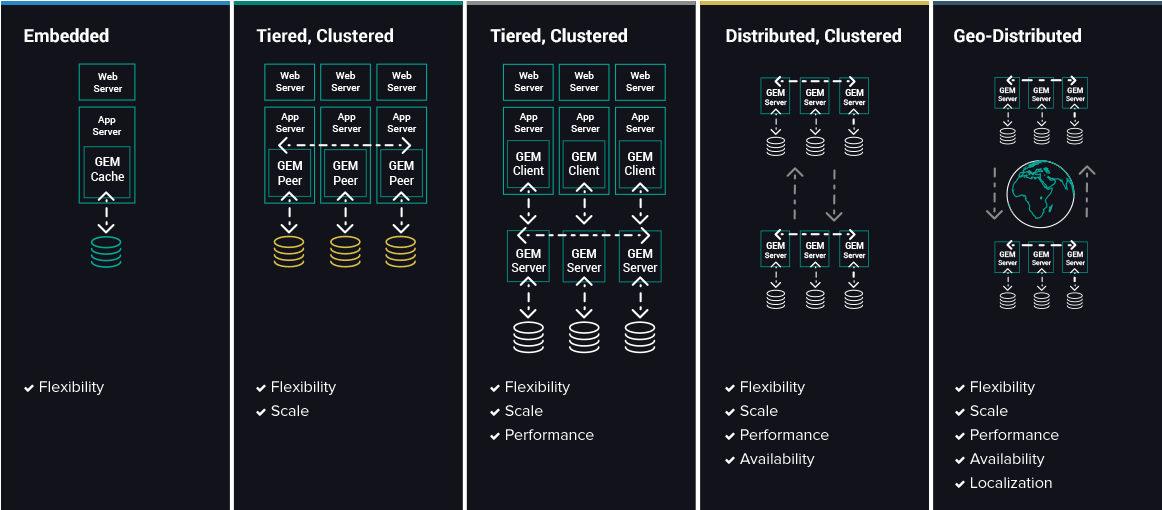 Embedded
Web
Server
App
Server
GEM
Cache
Flexibility
Tiered, Clustered
Web
Server
Web
Server
Web
Server
App
Server
App
Server
App
Server
GEM
Peer
GEM
Peer
GEM
Peer
Flexibility
Scale
Tiered, Clustered
Web
Server
Web
Server
Web
Server
App
Server
App
Server
App
Server
GEM
Client
GEM
Client
GEM
Client
GEM
Server
GEM
Server
GEM
Server
Flexibility
Scale
Performance
Distributed, Clustered
GEM
Server
GEM
Server
GEM
Server
GEM
Server
GEM
Server
GEM
Server
Flexibility
Scale
Performance
Availability
Geo-Distributed
GEM
Server
GEM
Server
GEM
Server
GEM
Server
GEM
Server
GEM
Server
Flexibility
Scale
Performance
Availability
Localization